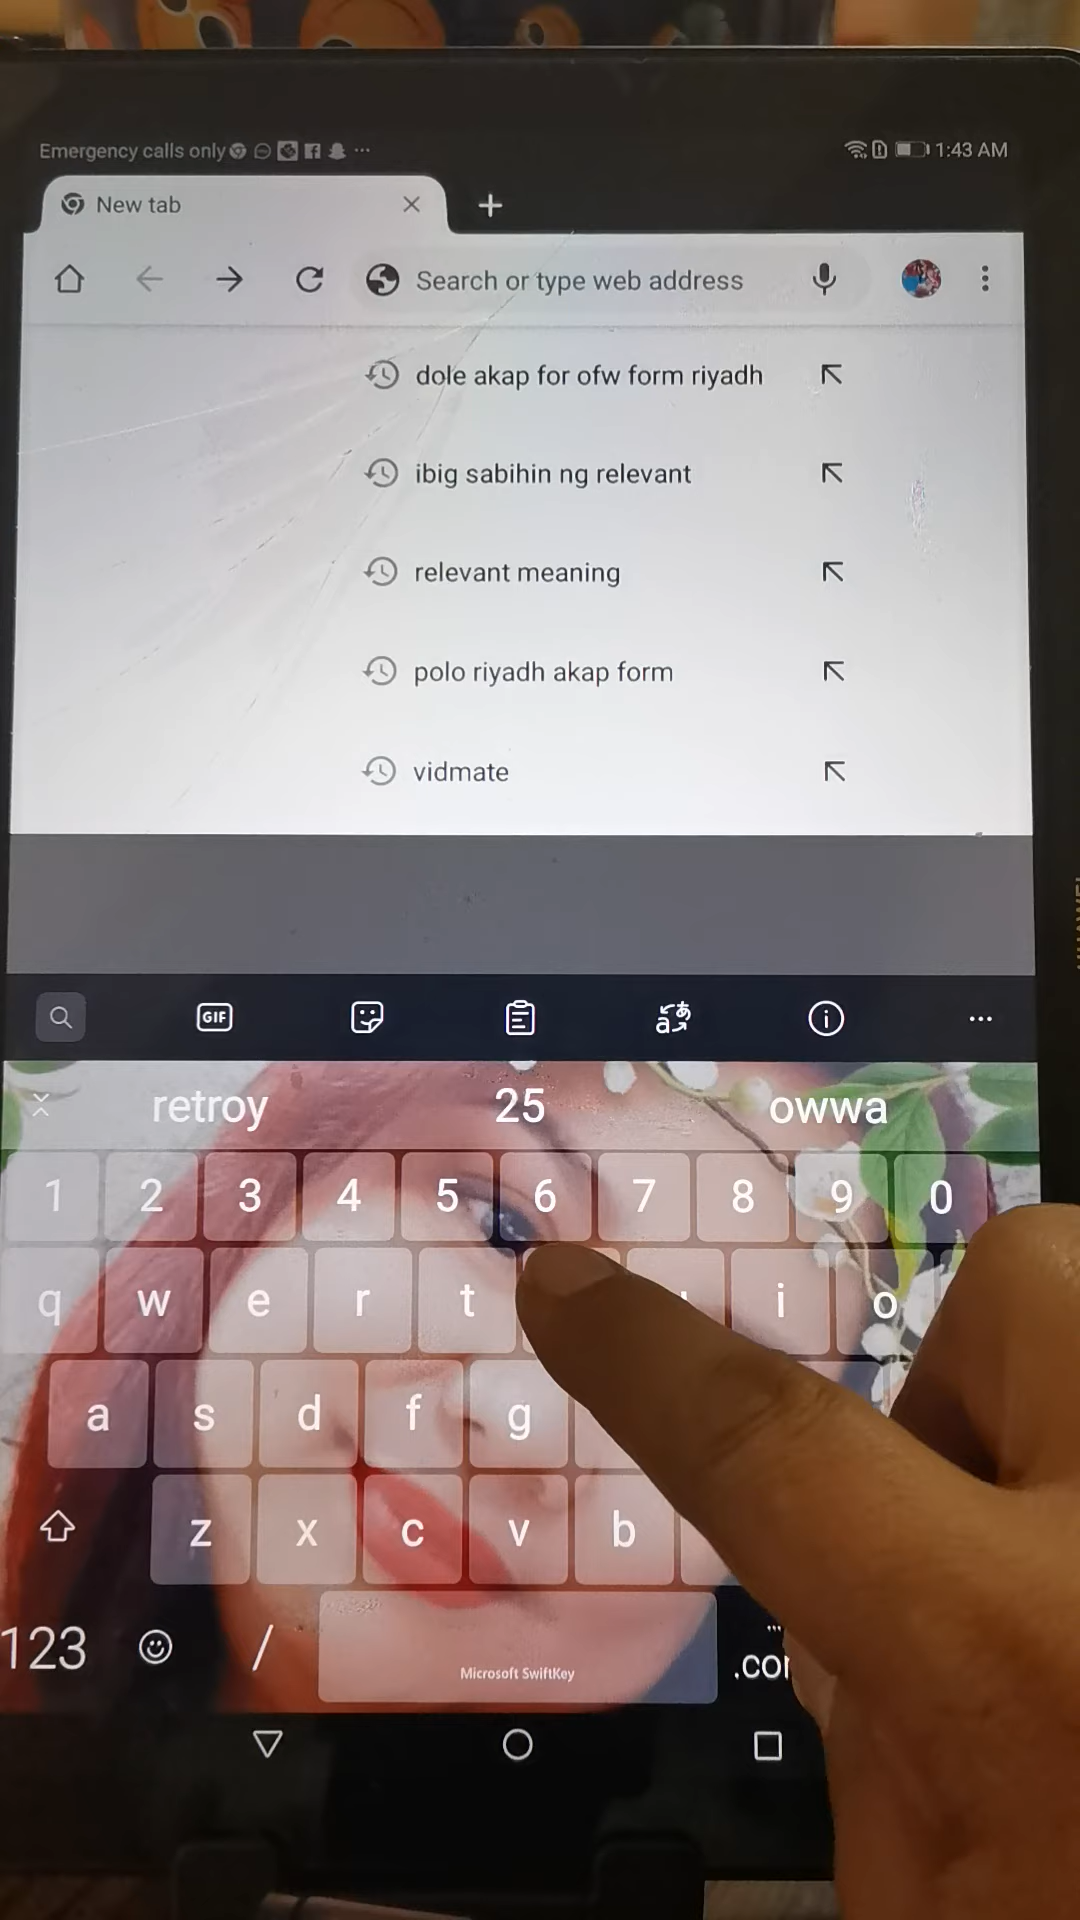 Emergency calls only 1:43 AM
New tab
Search or type web address
dole akap for ofw form riyadh
ibig sabihin ng relevant
relevant meaning
polo riyadh akap form
vidmate
GIF
retroy 25 owwa
1 2 3 4 5 6 7 8 9 0
q w e r t i o
a s d f g
z x c v b
123 / Microsoft SwiftKey